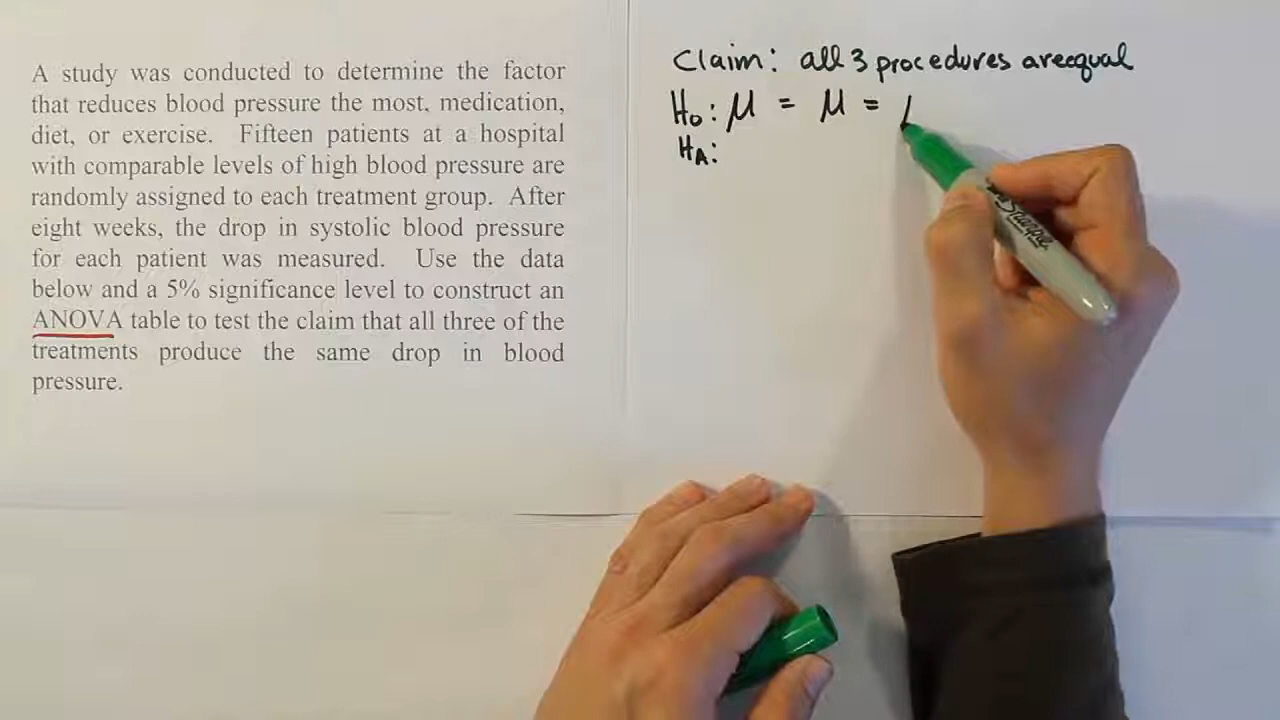 A study was conducted to determine the factor
that reduces blood pressure the most, medication,
diet, or exercise. Fifteen patients at a hospital
with comparable levels of high blood pressure are
randomly assigned to each treatment group. After
eight weeks, the drop in systolic blood pressure
for each patient was measured. Use the data
below and a 5% significance level to construct an
ANOVA table to test the claim that all three of the
treatments produce the same drop in blood
pressure.
Claim: all 3 procedures are equal
H0: μ = μ =
HA:
Sharpie